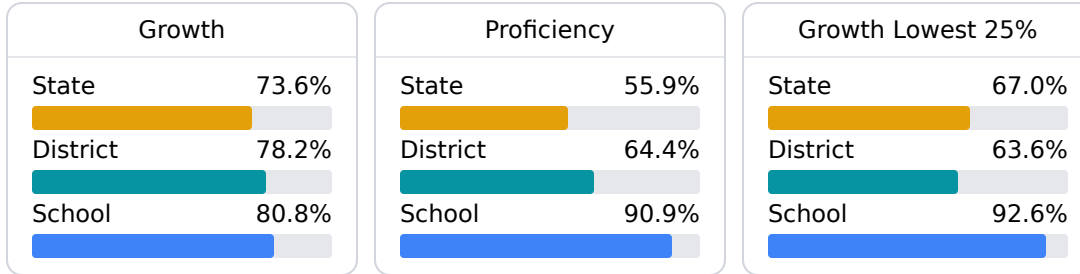 Growth
State 73.6%
District 78.2%
School 80.8%
Proficiency
State 55.9%
District 64.4%
School 90.9%
Growth Lowest 25%
State 67.0%
District 63.6%
School 92.6%